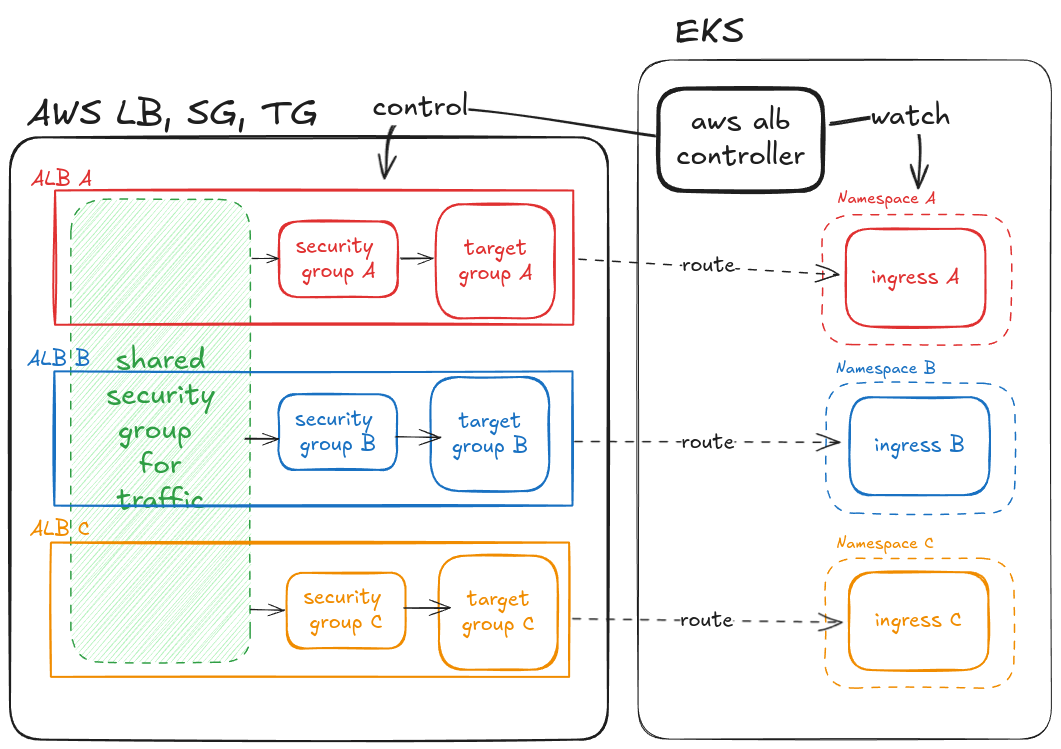 EKS
AWS LB, SG, TG
control
aws alb
controller
watch
ALB A
security
group A
target
group A
route
Namespace A
ingress A
ALB B
shared
security
group
for
traffic
security
group B
target
group B
route
Namespace B
ingress B
ALB C
security
group C
target
group C
route
Namespace C
ingress C